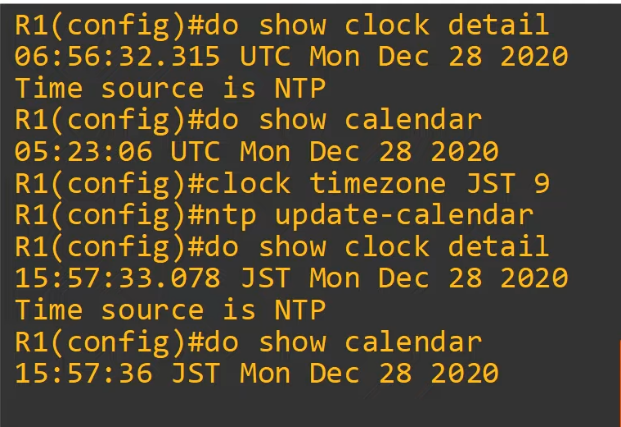 R1(config)#do show clock detail
06:56:32.315 UTC Mon Dec 28 2020
Time source is NTP
R1(config)#do show calendar
05:23:06 UTC Mon Dec 28 2020
R1(config)#clock timezone JST 9
R1(config)#ntp update-calendar
R1(config)#do show clock detail
15:57:33.078 JST Mon Dec 28 2020
Time source is NTP
R1(config)#do show calendar
15:57:36 JST Mon Dec 28 2020